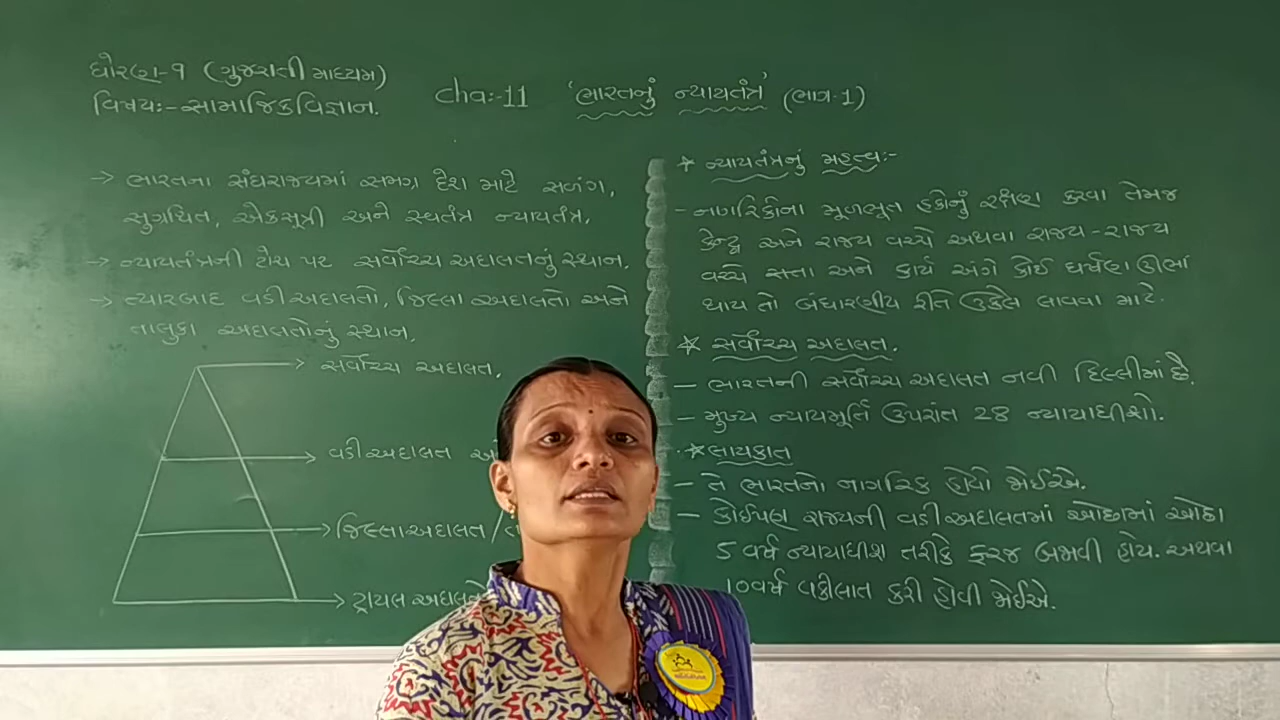 ધોરણ-૧ (ગુજરાતી માધ્યમ)
વિષય:-સામાજિકવિજ્ઞાન.
cha:-11 'ભારતનું ન્યાયતંત્ર' (ભાગ-1)
→ ભારતના સંઘરાજ્યમાં સમગ્ર દેશ માટે સળંગ,
સુગ્રથિત, એકસૂત્રી અને સ્વતંત્ર ન્યાયતંત્ર.
→ ન્યાયતંત્રની ટોચ પર સર્વોચ્ચ અદાલતનું સ્થાન.
→ ત્યારબાદ વડી અદાલતો, જિલ્લા અદાલતો અને
તાલુકા અદાલતોનું સ્થાન.
→ સર્વોચ્ચ અદાલત.
→ વડી અદાલત
→ જિલ્લા અદાલત /
→ ટ્રાયલ
★ ન્યાયતંત્રનું મહત્વ:-
- નાગરિકોના મૂળભૂત હકોનું રક્ષણ કરવા તેમજ
કેન્દ્ર અને રાજ્ય વચ્ચે અથવા રાજ્ય-રાજ્ય
વચ્ચે સત્તા અને કાર્ય અંગે કોઈ ઘર્ષણ ઊભાં
થાય તો બંધારણીય રીતે ઉકેલ લાવવા માટે.
★ સર્વોચ્ચ અદાલત.
- ભારતની સર્વોચ્ચ અદાલત નવી દિલ્લીમાં છે.
- મુખ્ય ન્યાયમૂર્તિ ઉપરાંત 28 ન્યાયાધીશો.
★ લાયકાત
- તે ભારતનો નાગરિક હોવો જોઈએ.
- કોઈપણ રાજ્યની વડી અદાલતમાં ઓછામાં ઓછા
5 વર્ષ ન્યાયાધીશ તરીકે ફરજ બજાવી હોય. અથવા
10 વર્ષ વકીલાત કરી હોવી જોઈએ.